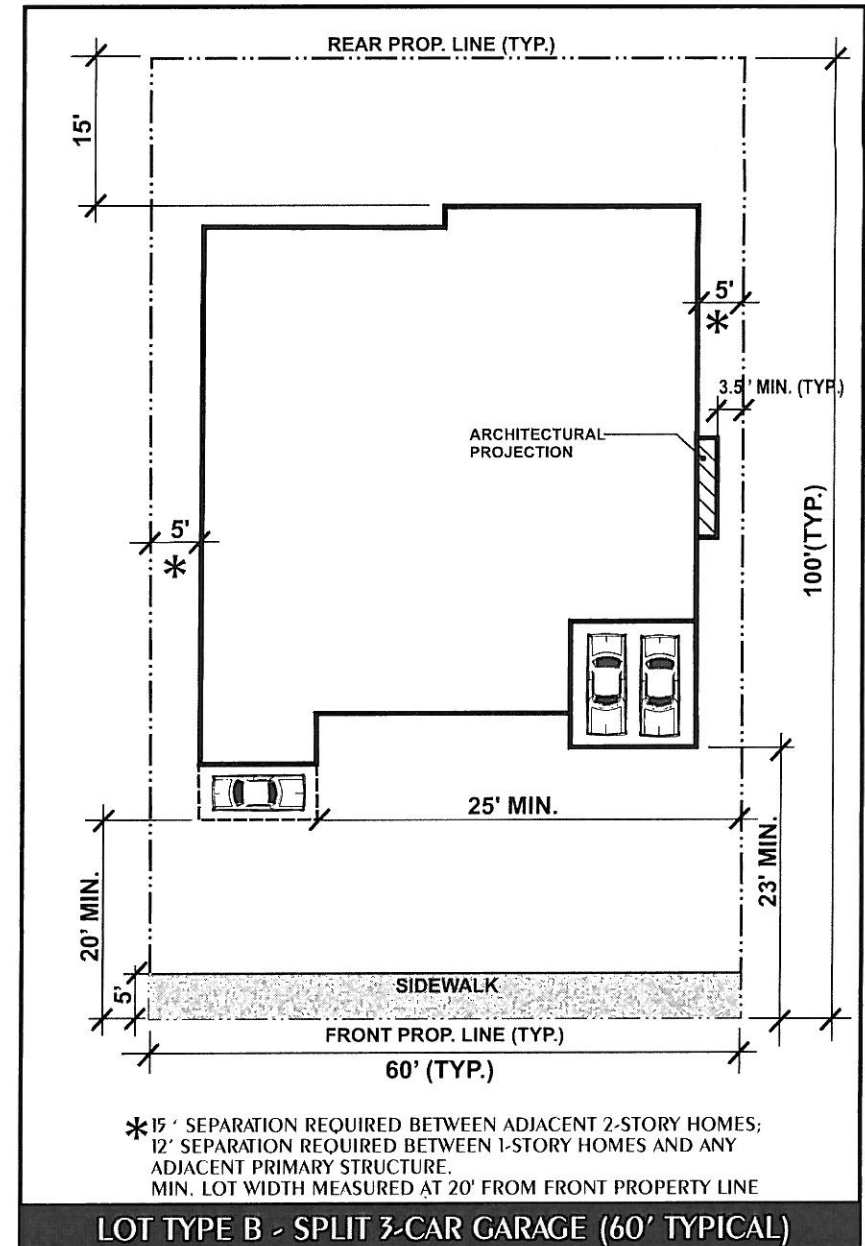 REAR PROP. LINE (TYP.)
15'
5'
*
3.5' MIN. (TYP.)
ARCHITECTURAL
PROJECTION
5'
*
100'(TYP.)
25' MIN.
20' MIN.
23' MIN.
5'
SIDEWALK
FRONT PROP. LINE (TYP.)
60' (TYP.)
* 15' SEPARATION REQUIRED BETWEEN ADJACENT 2-STORY HOMES;
12' SEPARATION REQUIRED BETWEEN 1-STORY HOMES AND ANY
ADJACENT PRIMARY STRUCTURE.
MIN. LOT WIDTH MEASURED AT 20' FROM FRONT PROPERTY LINE
LOT TYPE B - SPLIT 3-CAR GARAGE (60' TYPICAL)